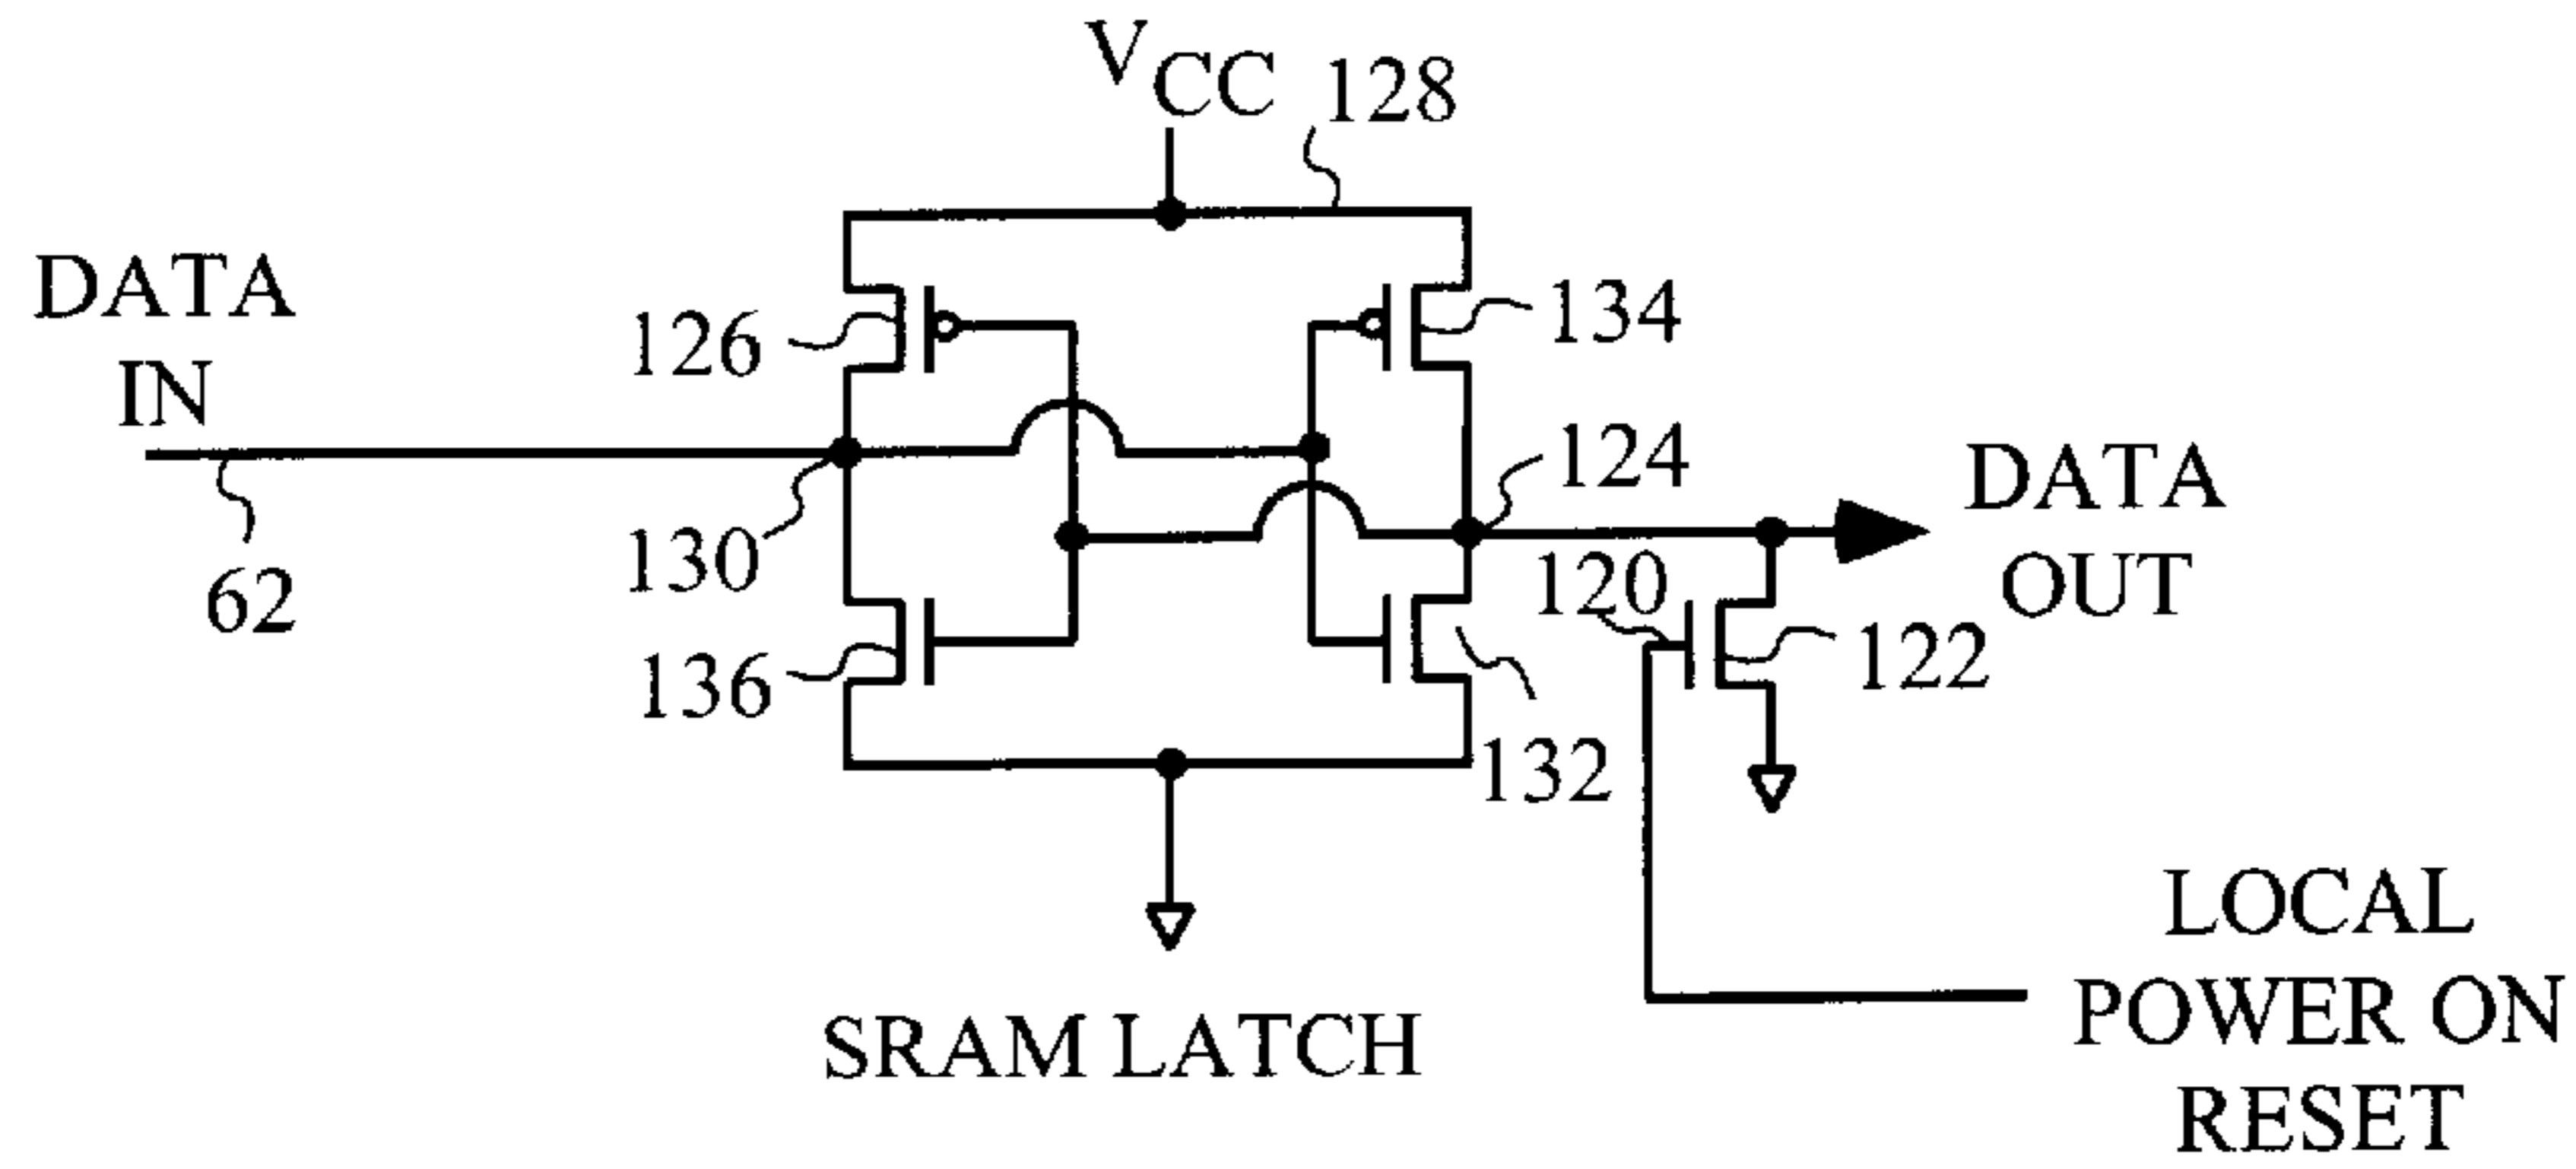 VCC
128
DATA
IN
126
134
124
DATA
OUT
130
62
120
136
122
132
LOCAL
POWER ON
RESET
SRAM LATCH